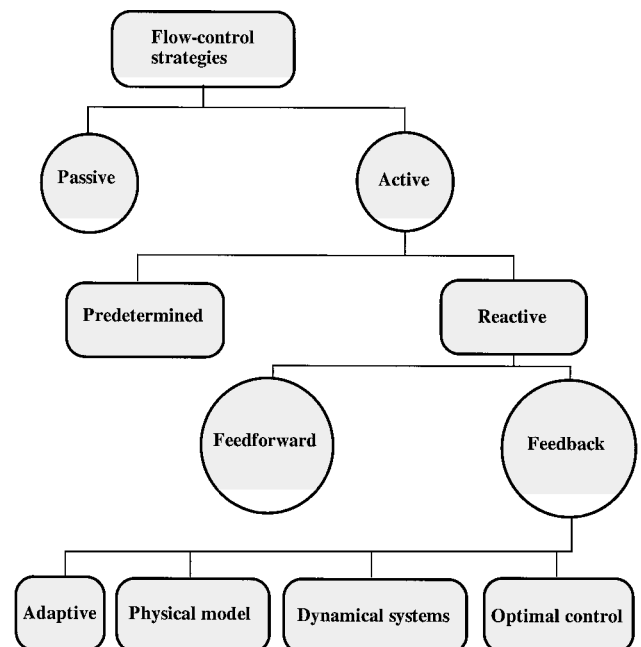 Flow-control
strategies
Passive
Active
Predetermined
Reactive
Feedforward
Feedback
Adaptive
Physical model
Dynamical systems
Optimal control